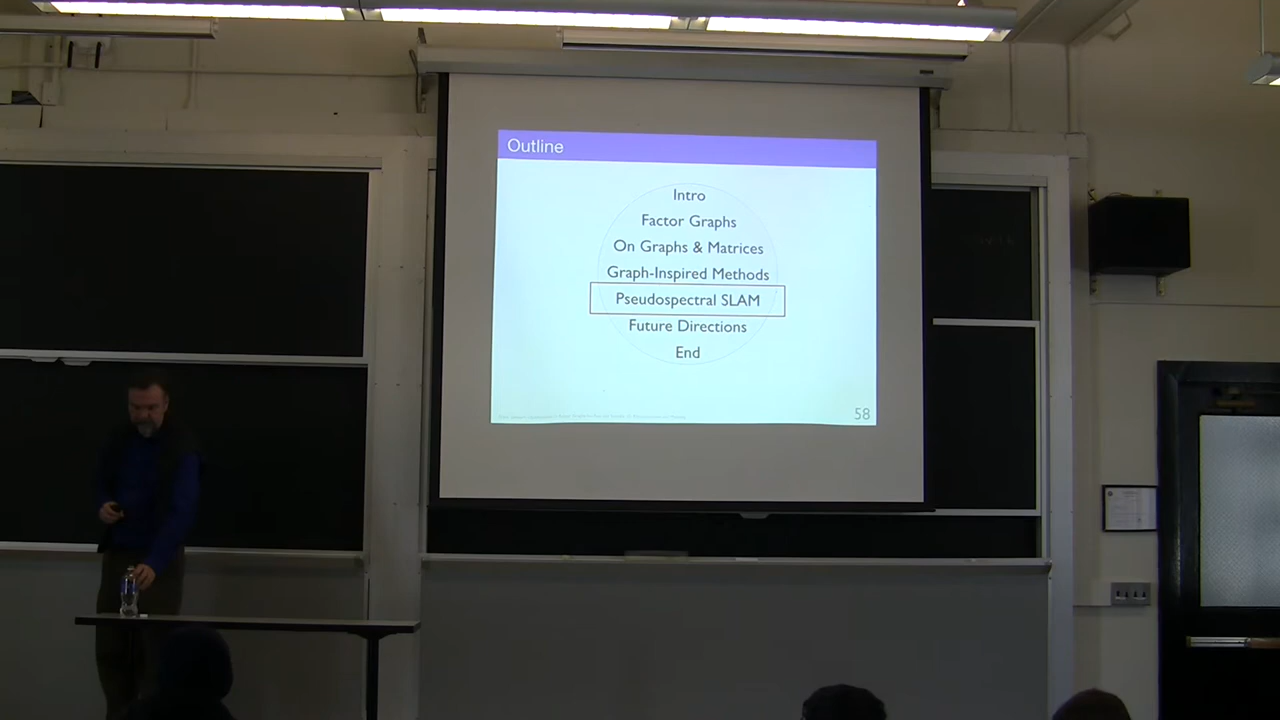 Outline
Intro
Factor Graphs
On Graphs & Matrices
Graph-Inspired Methods
Pseudospectral SLAM
Future Directions
End
58